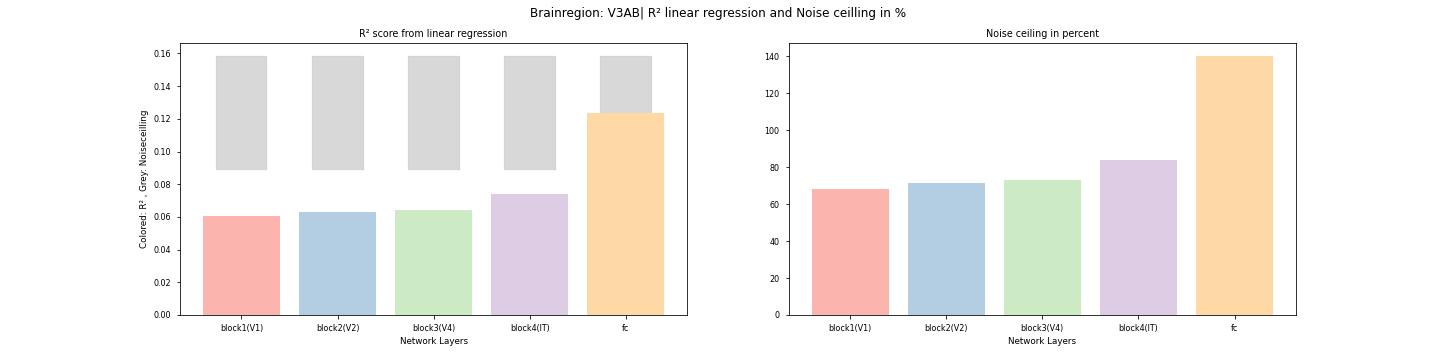 Brainregion: V3AB| R² linear regression and Noise ceilling in %
R² score from linear regression
Colored: R² , Grey: Noiseceilling
0.16
0.14
0.12
0.10
0.08
0.06
0.04
0.02
0.00
block1(V1) block2(V2) block3(V4) block4(IT) fc
Network Layers
Noise ceiling in percent
140
120
100
80
60
40
20
0
block1(V1) block2(V2) block3(V4) block4(IT) fc
Network Layers